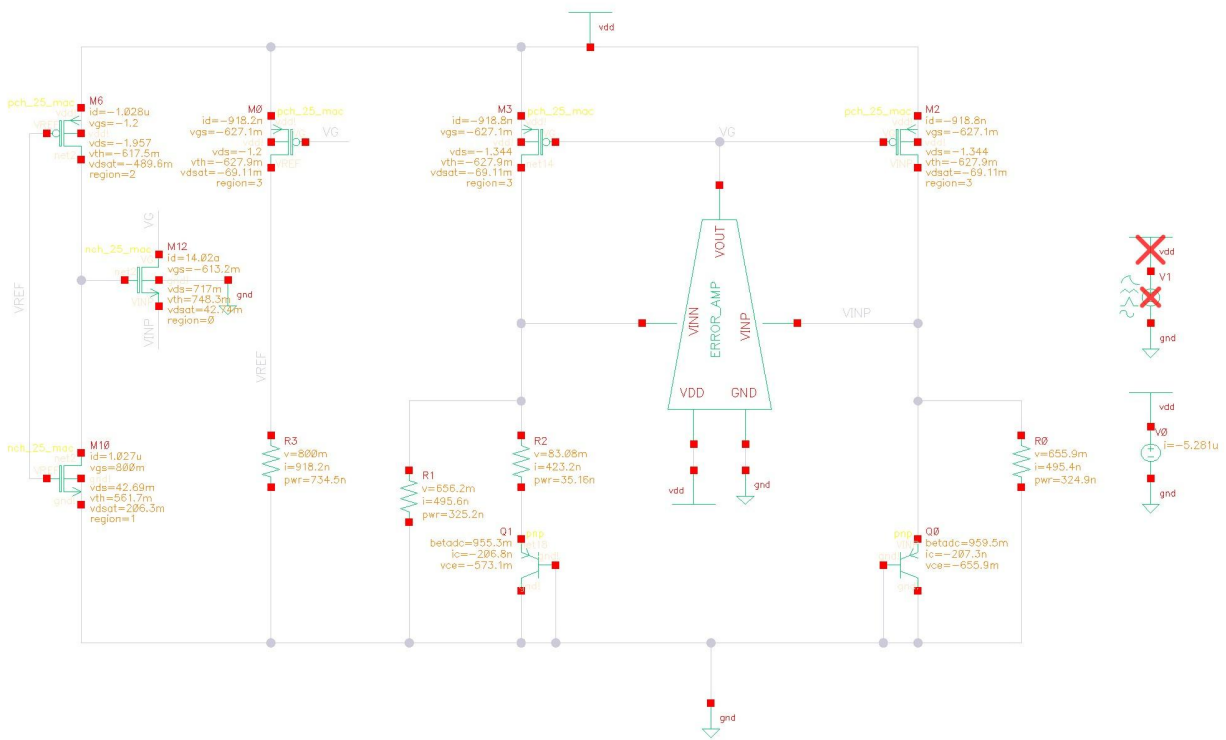 vdd
pch_25_mac
M6
id=-1.028u
vgs=-1.2
vds=-1.957
vth=-617.5m
vdsat=-489.6m
region=2
M0
pch_25_mac
id=-918.2n
vgs=-627.1m
vds=-1.2
vth=-627.9m
vdsat=-69.11m
region=3
VREF
VG
M3
pch_25_mac
id=-918.8n
vgs=-627.1m
vds=-1.344
vth=-627.9m
vdsat=-69.11m
region=3
net14
VG
pch_25_mac
M2
id=-918.8n
vgs=-627.1m
vds=-1.344
vth=-627.9m
vdsat=-69.11m
region=3
VINP
VG
nch_25_mac
M12
id=14.02a
vgs=-613.2m
vds=717m
vth=748.3m
vdsat=42.74m
region=0
gnd
VINP
VREF
VREF
VOUT
VINN
ERROR_AMP
VINP
VDD
GND
vdd
gnd
VINP
vdd
V1
gnd
vdd
V0
i=-5.281u
gnd
nch_25_mac
M10
id=1.027u
vgs=800m
vds=42.69m
vth=561.7m
vdsat=206.3m
region=1
R3
v=800m
i=918.2n
pwr=734.5n
R1
v=656.2m
i=495.6n
pwr=325.2n
R2
v=83.08m
i=423.2n
pwr=35.16n
R0
v=655.9m
i=495.4n
pwr=324.9n
Q1
pnp
betadc=955.3m
ic=-206.8n
vce=-573.1m
pnp
Q0
betadc=959.5m
ic=-207.3n
vce=-655.9m
gnd